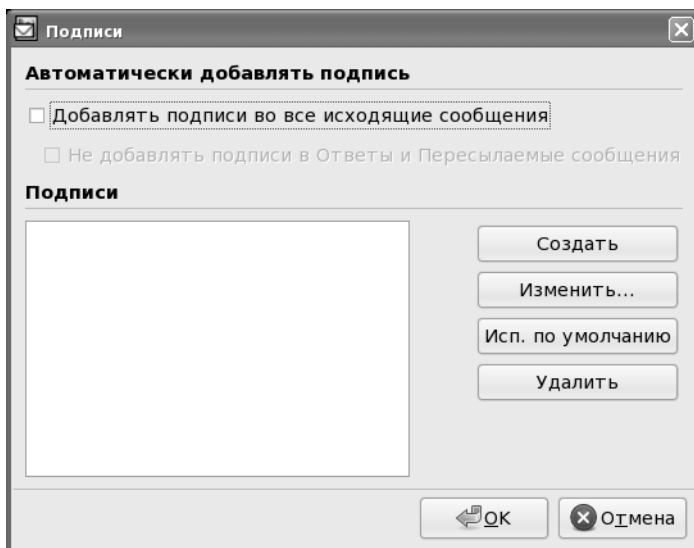 Подписи
Автоматически добавлять подпись
Добавлять подписи во все исходящие сообщения
Не добавлять подписи в Ответы и Пересылаемые сообщения
Подписи
Создать
Изменить...
Исп. по умолчанию
Удалить
OK
Отмена